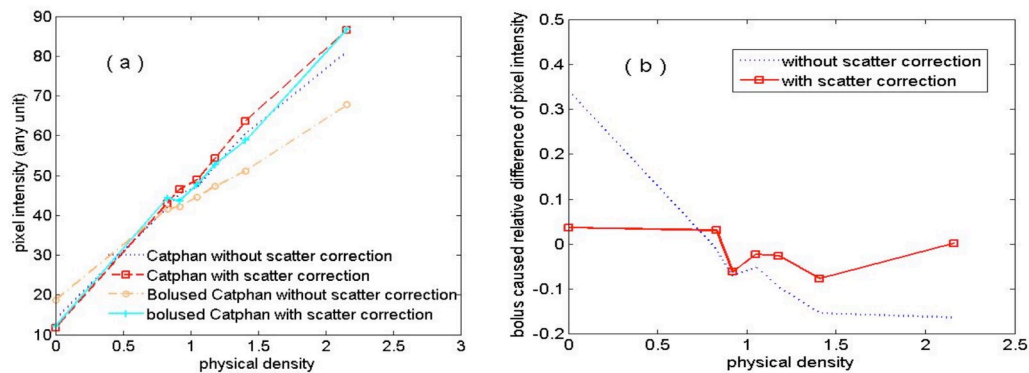 90
80
70
60
50
40
30
20
10
0
0.5
1
1.5
2
2.5
3
pixel intensity (any unit)
physical density
( a )
Catphan without scatter correction
Catphan with scatter correction
Bolused Catphan without scatter correction
bolused Catphan with scatter correction
0.5
0.4
0.3
0.2
0.1
0
-0.1
-0.2
0
0.5
1
1.5
2
2.5
bolus caused relative difference of pixel intensity
physical density
( b )
without scatter correction
with scatter correction